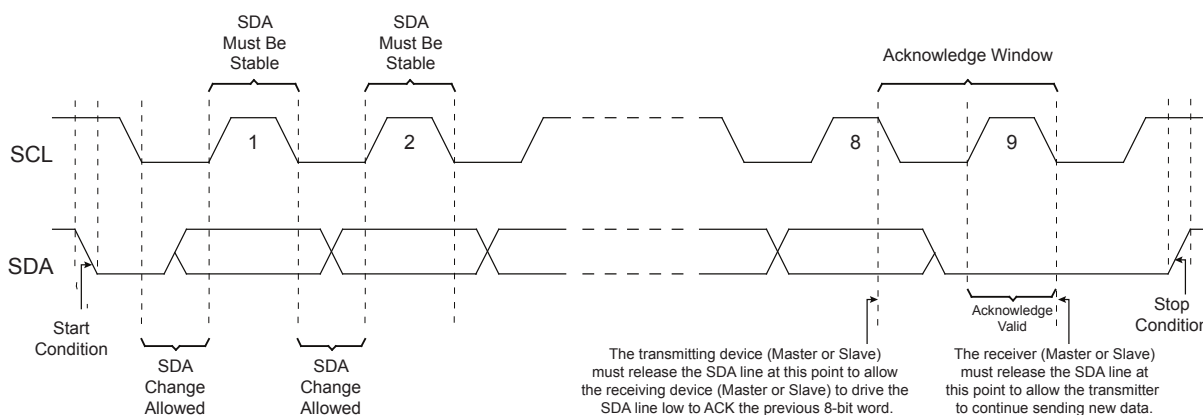 SDA
Must Be
Stable
SDA
Must Be
Stable
Acknowledge Window
SCL
1
2
8
9
SDA
Start
Condition
SDA
Change
Allowed
SDA
Change
Allowed
Acknowledge
Valid
Stop
Condition
The transmitting device (Master or Slave)
must release the SDA line at this point to allow
the receiving device (Master or Slave) to drive the
SDA line low to ACK the previous 8-bit word.
The receiver (Master or Slave)
must release the SDA line at
this point to allow the transmitter
to continue sending new data.